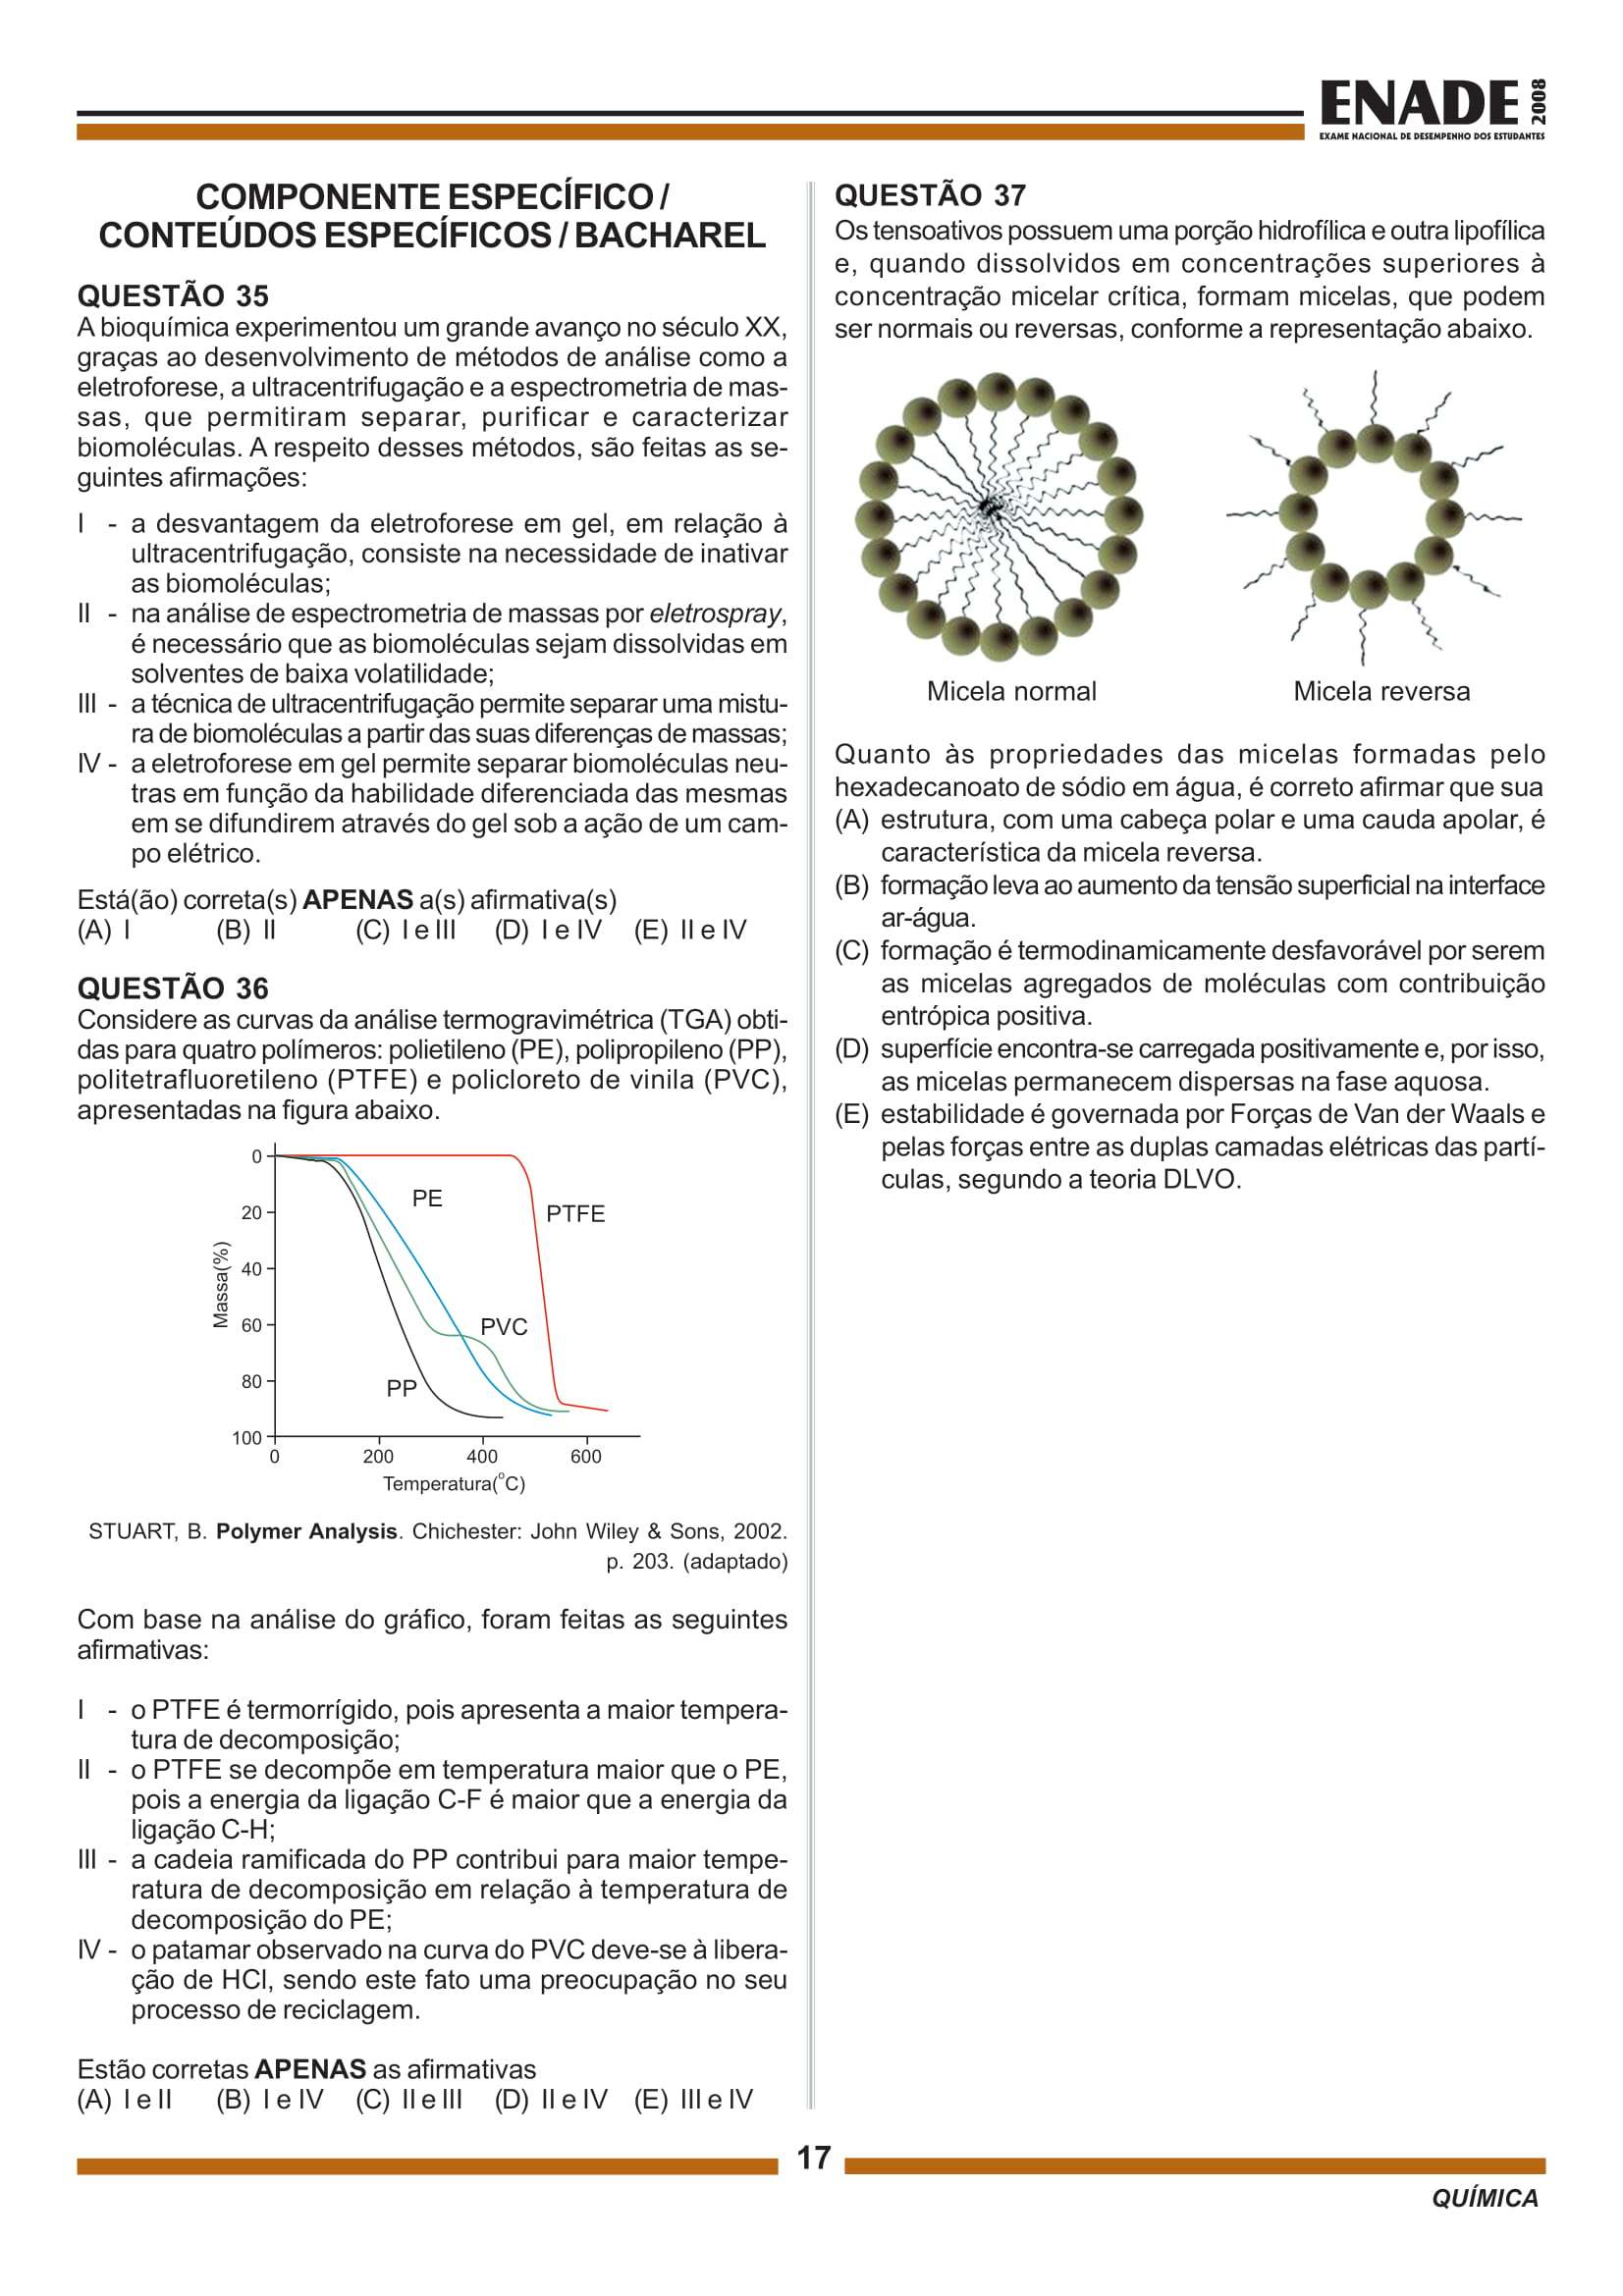 ENADE 2008
EXAME NACIONAL DE DESEMPENHO DOS ESTUDANTES
COMPONENTE ESPECÍFICO /
CONTEÚDOS ESPECÍFICOS / BACHAREL
QUESTÃO 35
A bioquímica experimentou um grande avanço no século XX,
graças ao desenvolvimento de métodos de análise como a
eletroforese, a ultracentrifugação e a espectrometria de mas-
sas, que permitiram separar, purificar e caracterizar
biomoléculas. A respeito desses métodos, são feitas as se-
guintes afirmações:
I - a desvantagem da eletroforese em gel, em relação à
ultracentrifugação, consiste na necessidade de inativar
as biomoléculas;
II - na análise de espectrometria de massas por eletrospray,
é necessário que as biomoléculas sejam dissolvidas em
solventes de baixa volatilidade;
III - a técnica de ultracentrifugação permite separar uma mistu-
ra de biomoléculas a partir das suas diferenças de massas;
IV - a eletroforese em gel permite separar biomoléculas neu-
tras em função da habilidade diferenciada das mesmas
em se difundirem através do gel sob a ação de um cam-
po elétrico.
Está(ão) correta(s) APENAS a(s) afirmativa(s)
(A) I (B) II (C) I e III (D) I e IV (E) II e IV
QUESTÃO 36
Considere as curvas da análise termogravimétrica (TGA) obti-
das para quatro polímeros: polietileno (PE), polipropileno (PP),
politetrafluoretileno (PTFE) e policloreto de vinila (PVC),
apresentadas na figura abaixo.
0
20
40
60
80
100
Massa(%)
PE
PTFE
PVC
PP
0 200 400 600
Temperatura(°C)
STUART, B. Polymer Analysis. Chichester: John Wiley & Sons, 2002.
p. 203. (adaptado)
Com base na análise do gráfico, foram feitas as seguintes
afirmativas:
I - o PTFE é termorrígido, pois apresenta a maior tempera-
tura de decomposição;
II - o PTFE se decompõe em temperatura maior que o PE,
pois a energia da ligação C-F é maior que a energia da
ligação C-H;
III - a cadeia ramificada do PP contribui para maior tempe-
ratura de decomposição em relação à temperatura de
decomposição do PE;
IV - o patamar observado na curva do PVC deve-se à libera-
ção de HCl, sendo este fato uma preocupação no seu
processo de reciclagem.
Estão corretas APENAS as afirmativas
(A) I e II (B) I e IV (C) II e III (D) II e IV (E) III e IV
QUESTÃO 37
Os tensoativos possuem uma porção hidrofílica e outra lipofílica
e, quando dissolvidos em concentrações superiores à
concentração micelar crítica, formam micelas, que podem
ser normais ou reversas, conforme a representação abaixo.
Micela normal Micela reversa
Quanto às propriedades das micelas formadas pelo
hexadecanoato de sódio em água, é correto afirmar que sua
(A) estrutura, com uma cabeça polar e uma cauda apolar, é
característica da micela reversa.
(B) formação leva ao aumento da tensão superficial na interface
ar-água.
(C) formação é termodinamicamente desfavorável por serem
as micelas agregados de moléculas com contribuição
entrópica positiva.
(D) superfície encontra-se carregada positivamente e, por isso,
as micelas permanecem dispersas na fase aquosa.
(E) estabilidade é governada por Forças de Van der Waals e
pelas forças entre as duplas camadas elétricas das partí-
culas, segundo a teoria DLVO.
17
QUÍMICA